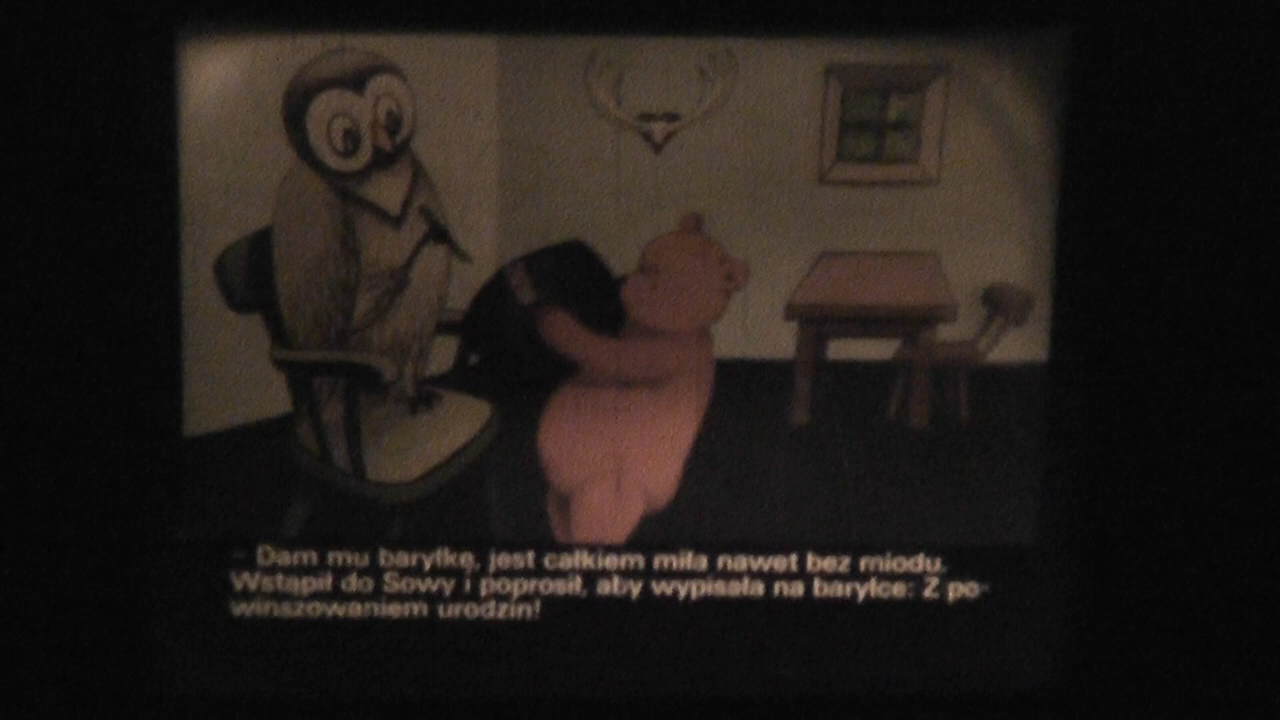 – Dam mu baryłkę, jest całkiem miła nawet bez miodu.
Wstąpił do Sowy i poprosił, aby wypisała na baryłce: Z po-
winszowaniem urodzin!